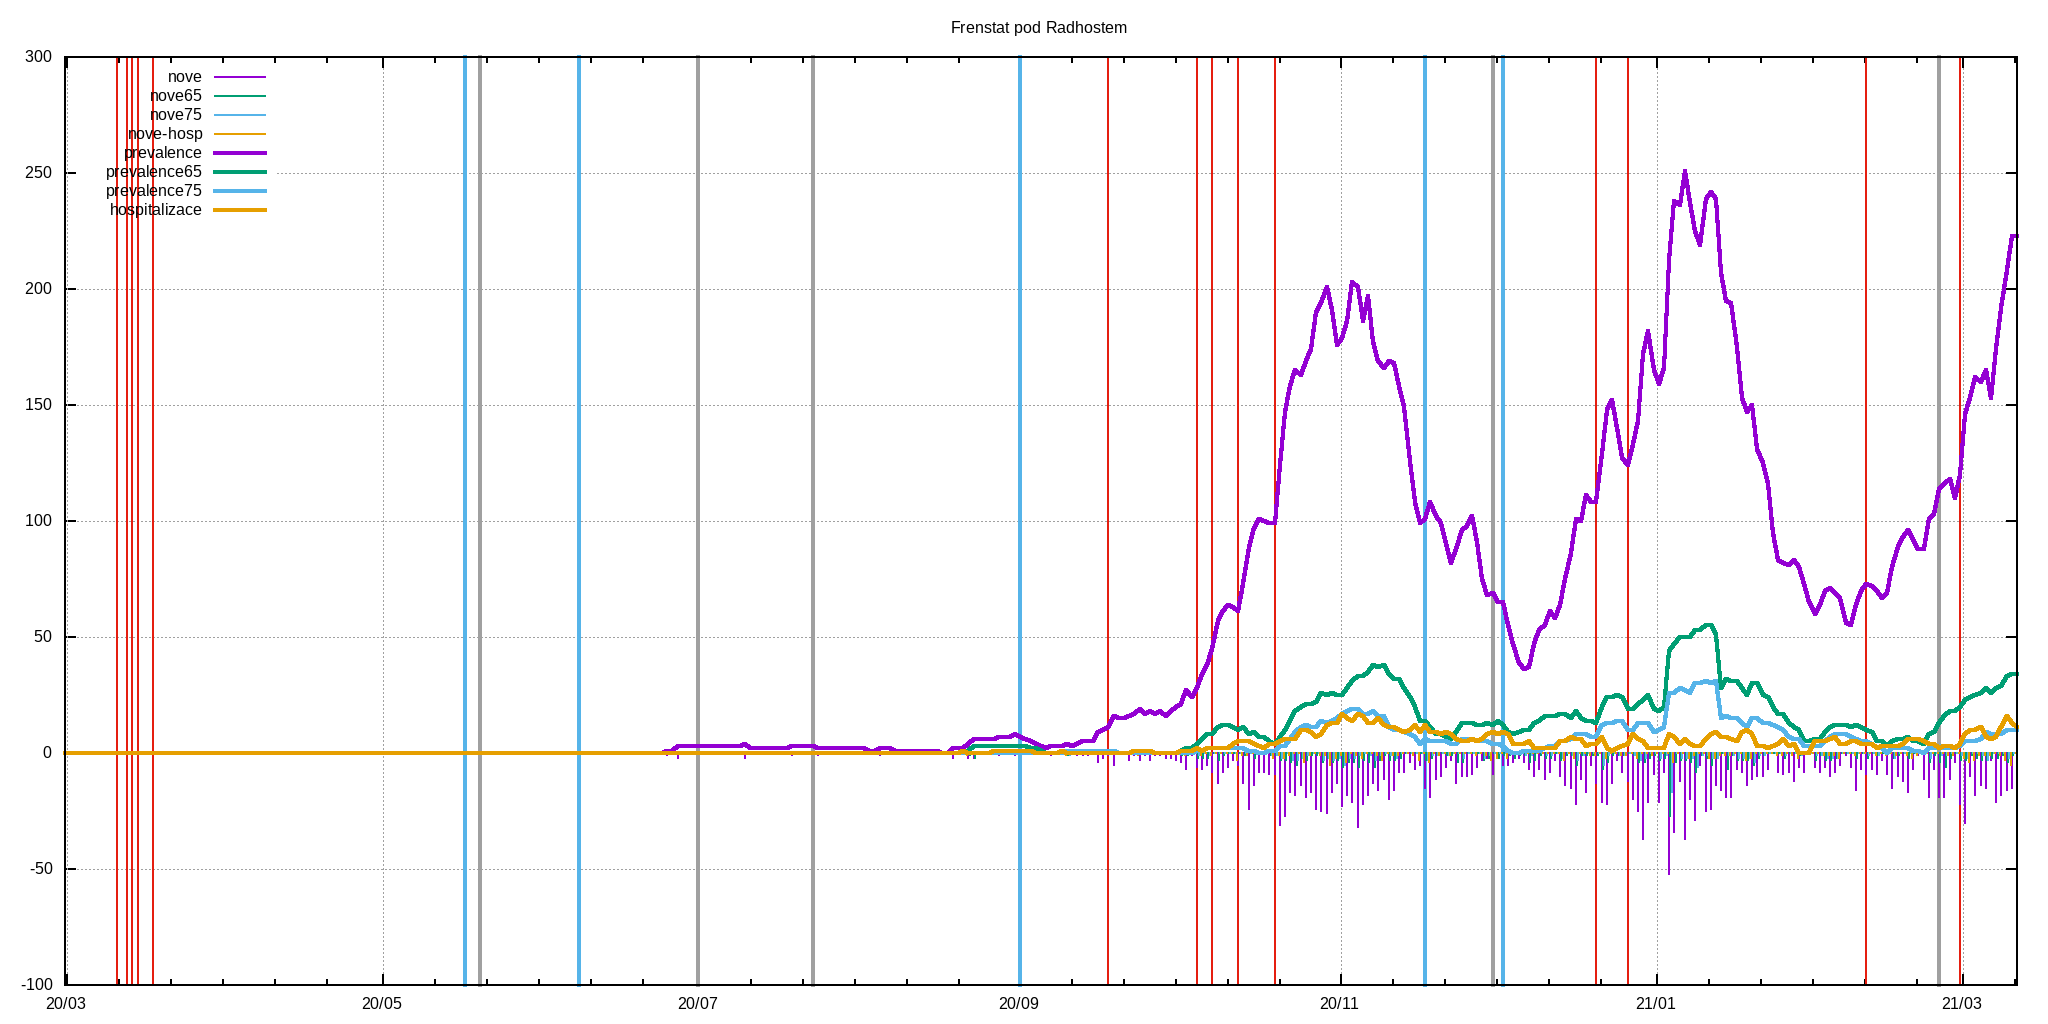 Frenstat pod Radhostem
300
250
200
150
100
50
0
-50
-100
nove
nove65
nove75
nove-hosp
prevalence
prevalence65
prevalence75
hospitalizace
20/03 20/05 20/07 20/09 20/11 21/01 21/03